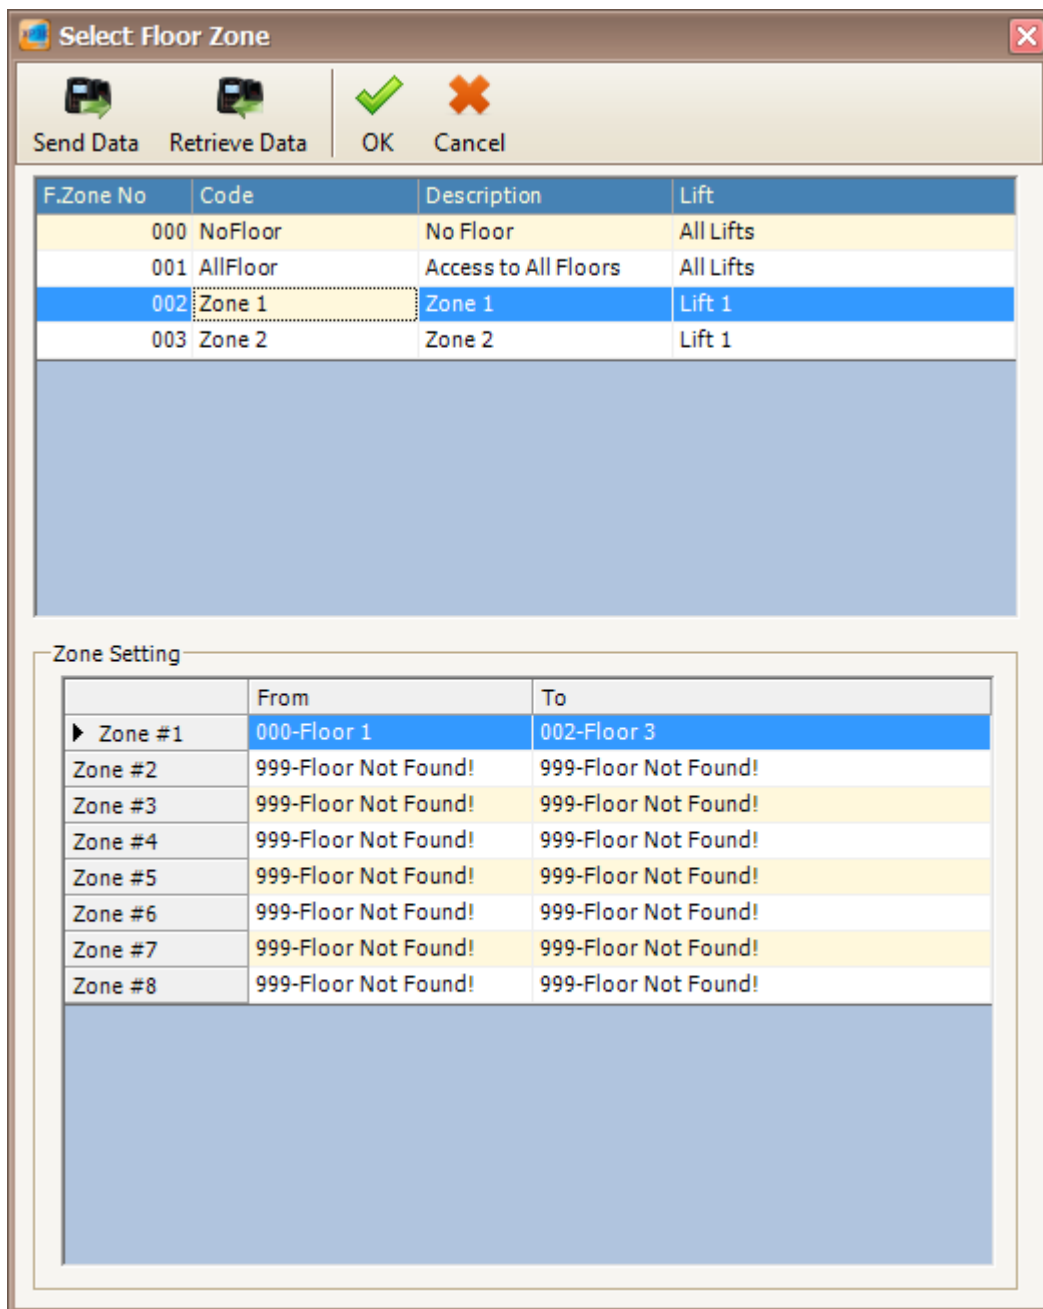 Select Floor Zone
Send Data Retrieve Data OK Cancel
F.Zone No Code Description Lift
000 NoFloor No Floor All Lifts
001 AllFloor Access to All Floors All Lifts
002 Zone 1 Zone 1 Lift 1
003 Zone 2 Zone 2 Lift 1
Zone Setting
From To
Zone #1 000-Floor 1 002-Floor 3
Zone #2 999-Floor Not Found! 999-Floor Not Found!
Zone #3 999-Floor Not Found! 999-Floor Not Found!
Zone #4 999-Floor Not Found! 999-Floor Not Found!
Zone #5 999-Floor Not Found! 999-Floor Not Found!
Zone #6 999-Floor Not Found! 999-Floor Not Found!
Zone #7 999-Floor Not Found! 999-Floor Not Found!
Zone #8 999-Floor Not Found! 999-Floor Not Found!